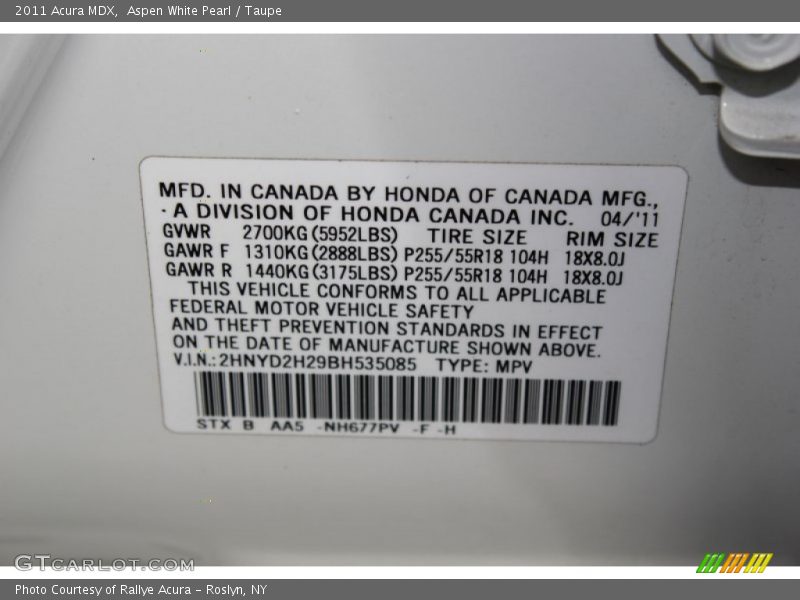 2011 Acura MDX,  Aspen White Pearl / Taupe
MFD. IN CANADA BY HONDA OF CANADA MFG.,
A DIVISION OF HONDA CANADA INC.  04/'11
GVWR 2700KG(5952LBS) TIRE SIZE RIM SIZE
GAWR F 1310KG(2888LBS) P255/55R18 104H 18X8.0J
GAWR R 1440KG(3175LBS) P255/55R18 104H 18X8.0J
THIS VEHICLE CONFORMS TO ALL APPLICABLE
FEDERAL MOTOR VEHICLE SAFETY
AND THEFT PREVENTION STANDARDS IN EFFECT
ON THE DATE OF MANUFACTURE SHOWN ABOVE.
V.I.N.:2HNYD2H29BH535085 TYPE: MPV
STX B AA5 -NH677PV -F -H
GTCARLOT.COM
Photo Courtesy of Rallye Acura – Roslyn, NY